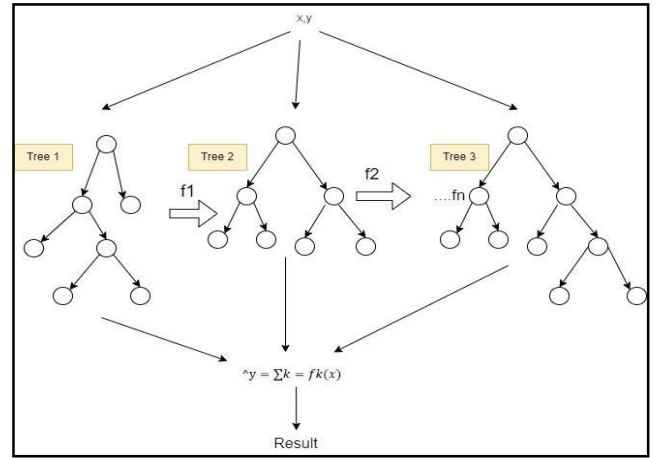 x,y
Tree 1
Tree 2
Tree 3
f1
f2
....fn
^y = ∑k = fk(x)
Result